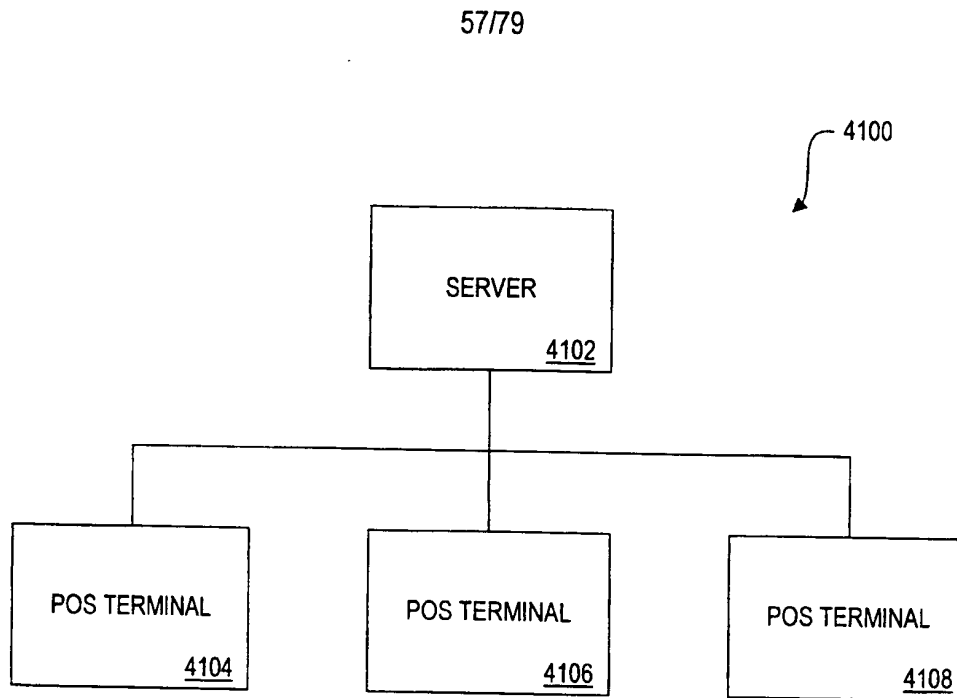 57/79
4100
SERVER
4102
POS TERMINAL
4104
POS TERMINAL
4106
POS TERMINAL
4108